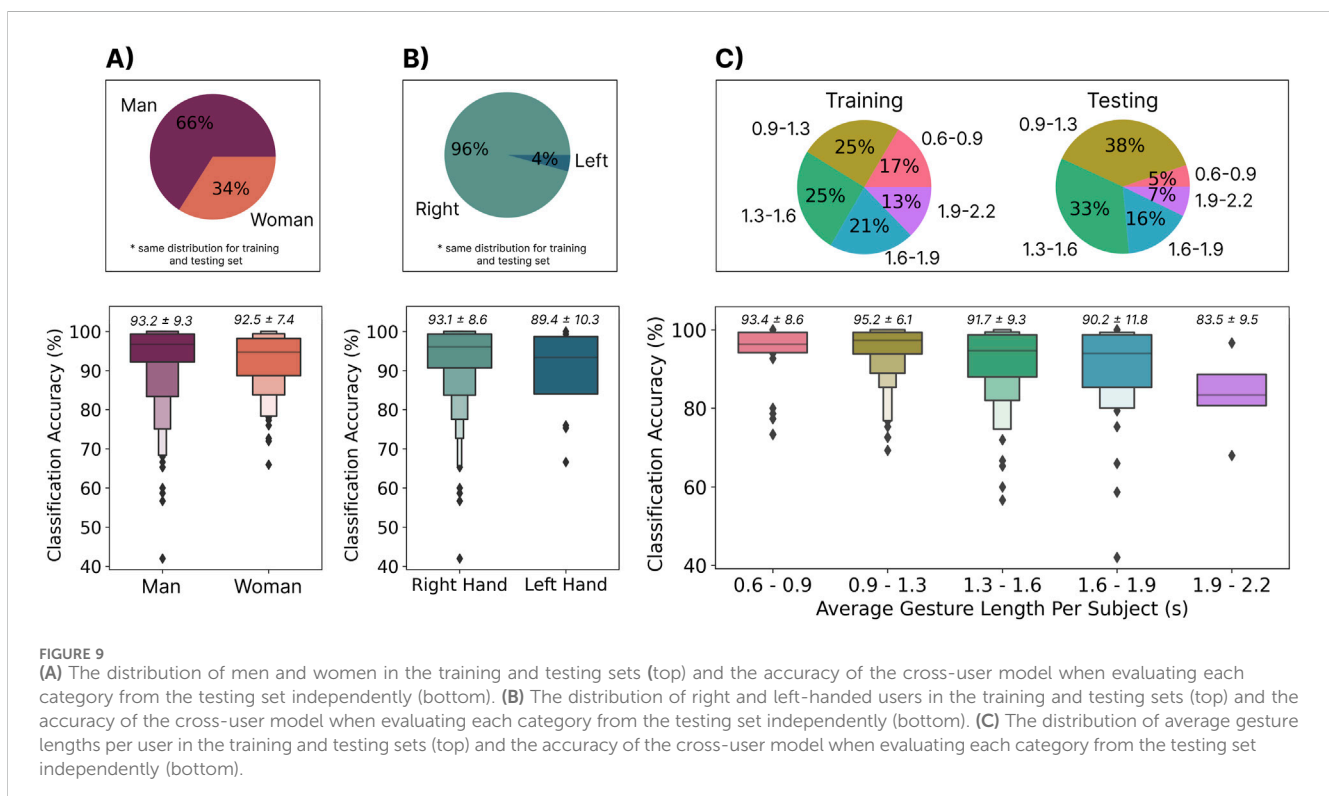 A)
Man
66%
34%
Woman
* same distribution for training
and testing set
B)
96%
4%
Left
Right
* same distribution for training
and testing set
C)
Training
Testing
0.9–1.3
25%
0.6–0.9
17%
25%
13%
1.3–1.6
21%
1.9–2.2
1.6–1.9
0.9–1.3
38%
5%
0.6–0.9
7%
1.9–2.2
33%
16%
1.3–1.6
1.6–1.9
93.2 ± 9.3
92.5 ± 7.4
Classification Accuracy (%)
100
90
80
70
60
50
40
Man
Woman
93.1 ± 8.6
89.4 ± 10.3
Classification Accuracy (%)
100
90
80
70
60
50
40
Right Hand
Left Hand
93.4 ± 8.6
95.2 ± 6.1
91.7 ± 9.3
90.2 ± 11.8
83.5 ± 9.5
Classification Accuracy (%)
100
90
80
70
60
50
40
0.6 - 0.9
0.9 - 1.3
1.3 - 1.6
1.6 - 1.9
1.9 - 2.2
Average Gesture Length Per Subject (s)
FIGURE 9
(A) The distribution of men and women in the training and testing sets (top) and the accuracy of the cross-user model when evaluating each
category from the testing set independently (bottom). (B) The distribution of right and left-handed users in the training and testing sets (top) and the
accuracy of the cross-user model when evaluating each category from the testing set independently (bottom). (C) The distribution of average gesture
lengths per user in the training and testing sets (top) and the accuracy of the cross-user model when evaluating each category from the testing set
independently (bottom).